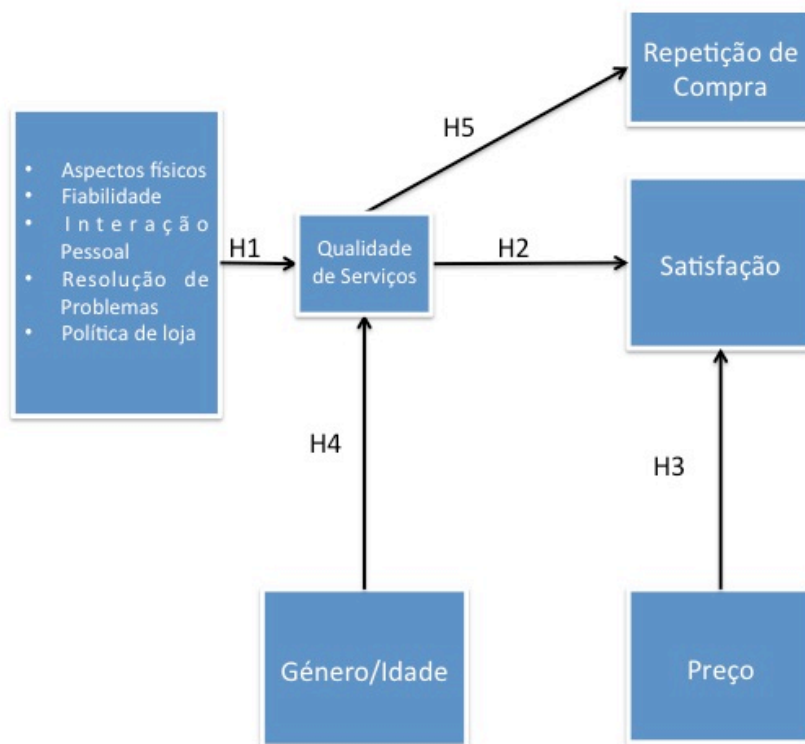 Repetição de
Compra
H5
• Aspectos físicos
• Fiabilidade
• Interação
Pessoal
• Resolução de
Problemas
• Política de loja
H1
Qualidade
de Serviços
H2
Satisfação
H4
H3
Género/Idade
Preço